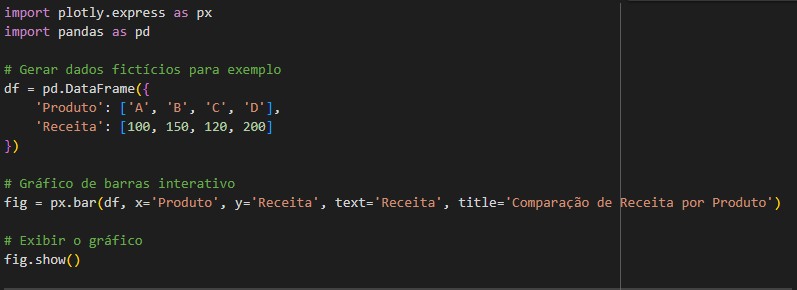 import plotly.express as px
import pandas as pd
# Gerar dados fictícios para exemplo
df = pd.DataFrame({
    'Produto': ['A', 'B', 'C', 'D'],
    'Receita': [100, 150, 120, 200]
})
# Gráfico de barras interativo
fig = px.bar(df, x='Produto', y='Receita', text='Receita', title='Comparação de Receita por Produto')
# Exibir o gráfico
fig.show()